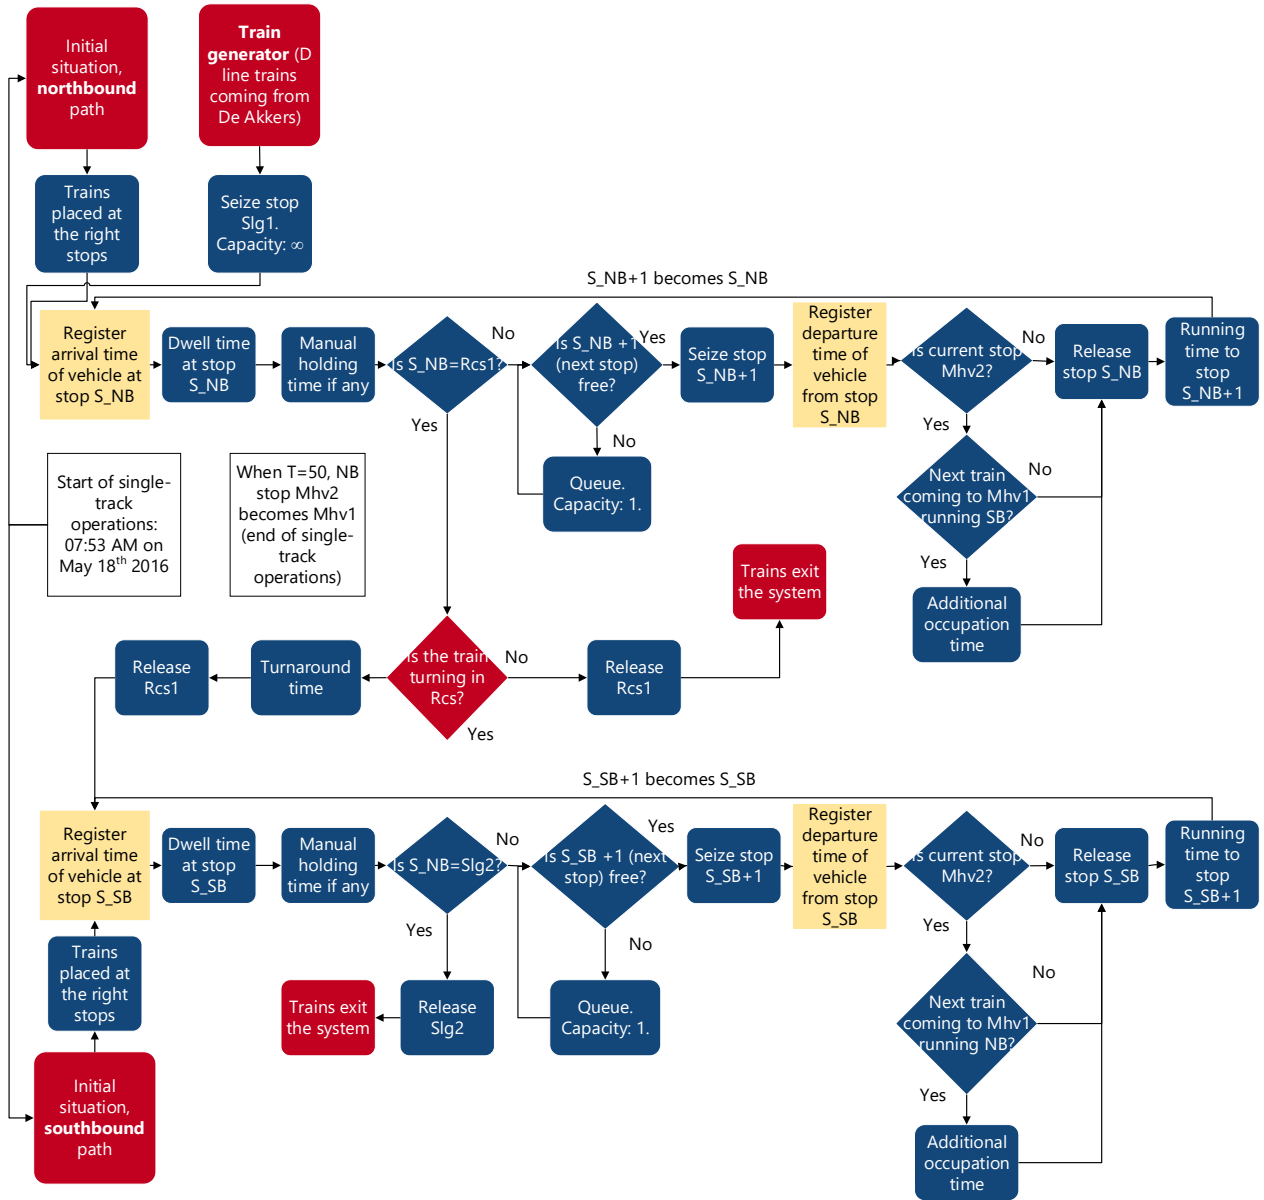 Initial
situation,
northbound
path
Train
generator (D
line trains
coming from
De Akkers)
Trains
placed at
the right
stops
Seize stop
Slg1.
Capacity: ∞
S_NB+1 becomes S_NB
Register
arrival time
of vehicle at
stop S_NB
Dwell time
at stop
S_NB
Manual
holding
time if any
Is S_NB=Rcs1?
No
Yes
Is S_NB +1
(next stop)
free?
Yes
No
Queue.
Capacity: 1.
Seize stop
S_NB+1
Register
departure
time of
vehicle
from stop
S_NB
Is current stop
Mhv2?
No
Yes
Release
stop S_NB
Running
time to
stop
S_NB+1
Next train
coming to Mhv1
running SB?
No
Yes
Additional
occupation
time
Start of single-
track
operations:
07:53 AM on
May 18th 2016
When T=50, NB
stop Mhv2
becomes Mhv1
(end of single-
track
operations)
Trains exit
the system
Release
Rcs1
Turnaround
time
Is the train
turning in
Rcs?
No
Yes
Release
Rcs1
S_SB+1 becomes S_SB
Register
arrival time
of vehicle at
stop S_SB
Dwell time
at stop
S_SB
Manual
holding
time if any
Is S_NB=Slg2?
No
Yes
Is S_SB +1 (next
stop) free?
Yes
No
Seize stop
S_SB+1
Register
departure
time of
vehicle
from stop
S_SB
Is current stop
Mhv2?
No
Yes
Release
stop S_SB
Running
time to
stop
S_SB+1
Trains
placed at
the right
stops
Trains exit
the system
Release
Slg2
Queue.
Capacity: 1.
Next train
coming to Mhv1
running NB?
No
Yes
Additional
occupation
time
Initial
situation,
southbound
path